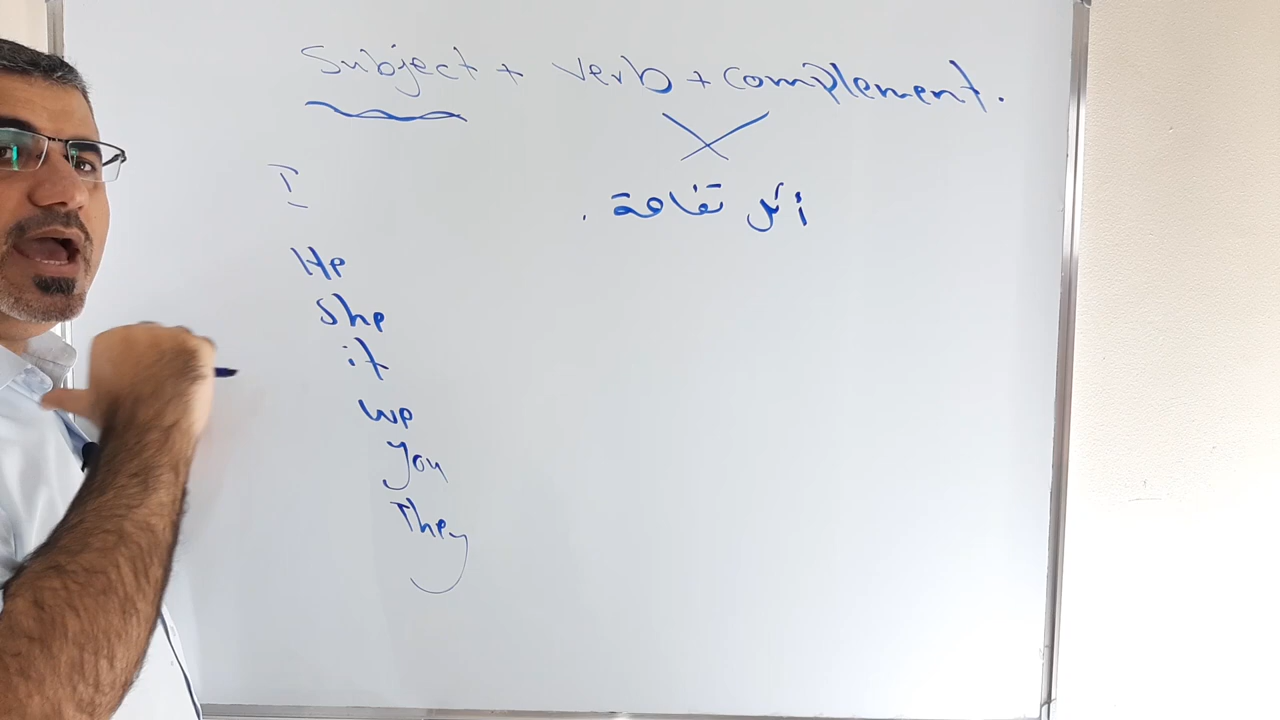 Subject + verb + complement.
أكل تفاحة .
I
He
She
it
we
you
They